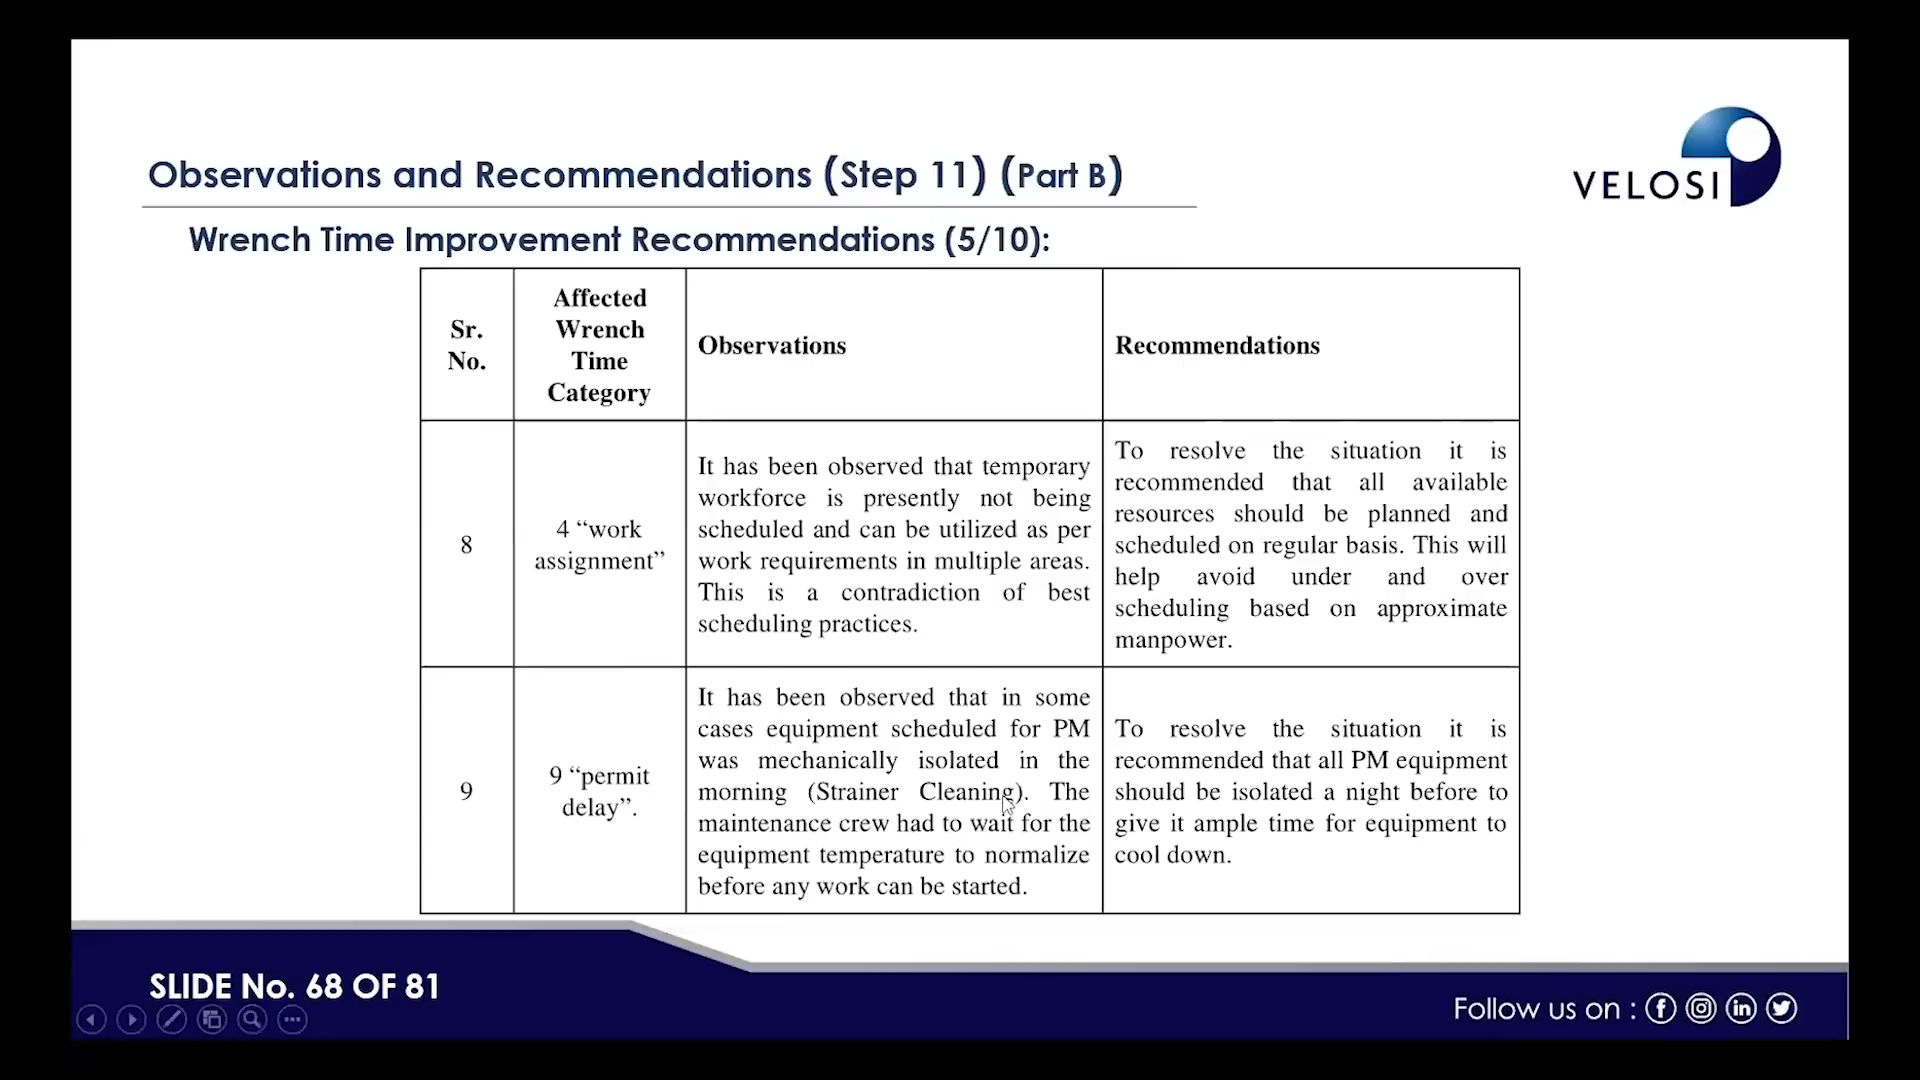 Observations and Recommendations (Step 11) (Part B)
VELOSI
Wrench Time Improvement Recommendations (5/10):
Sr.
No.
Affected
Wrench
Time
Category
Observations
Recommendations
8
4 “work
assignment”
It has been observed that temporary
workforce is presently not being
scheduled and can be utilized as per
work requirements in multiple areas.
This is a contradiction of best
scheduling practices.
To resolve the situation it is
recommended that all available
resources should be planned and
scheduled on regular basis. This will
help avoid under and over
scheduling based on approximate
manpower.
9
9 “permit
delay”.
It has been observed that in some
cases equipment scheduled for PM
was mechanically isolated in the
morning (Strainer Cleaning). The
maintenance crew had to wait for the
equipment temperature to normalize
before any work can be started.
To resolve the situation it is
recommended that all PM equipment
should be isolated a night before to
give it ample time for equipment to
cool down.
SLIDE No. 68 OF 81
Follow us on :